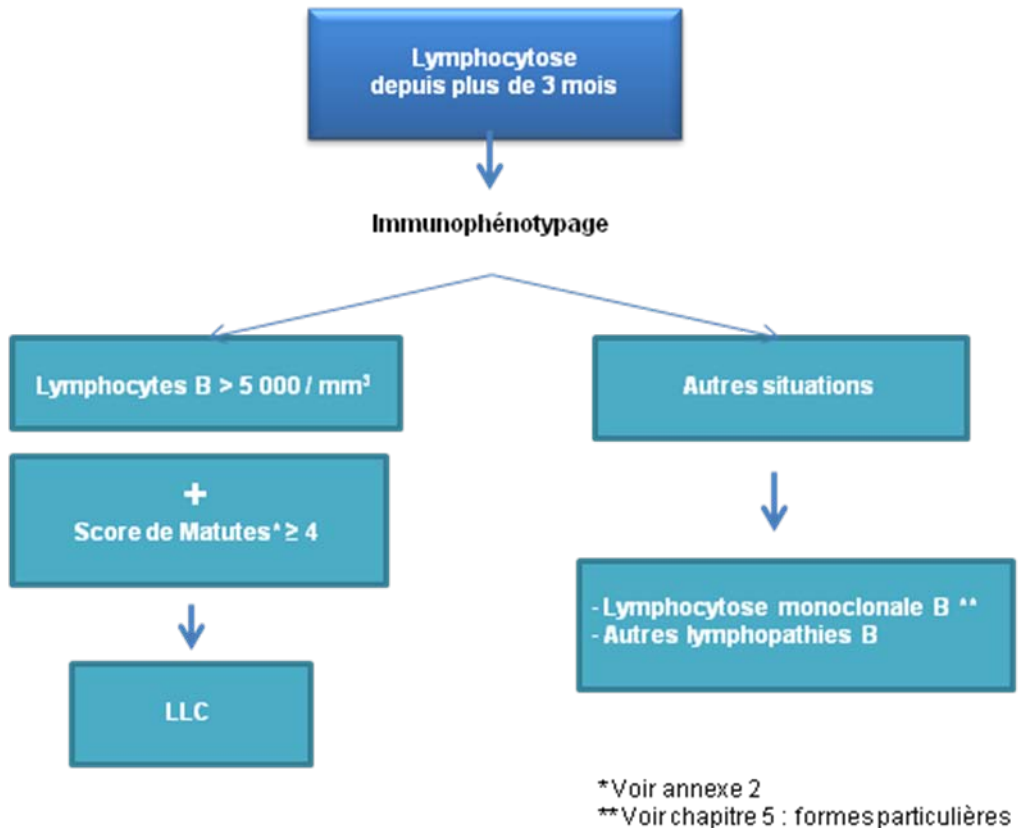 Lymphocytose
depuis plus de 3 mois
Immunophénotypage
Lymphocytes B > 5 000 / mm³
+
Score de Matutes* ≥ 4
LLC
Autres situations
- Lymphocytose monoclonale B **
- Autres lymphopathies B
*Voir annexe 2
**Voir chapitre 5 : formes particulières